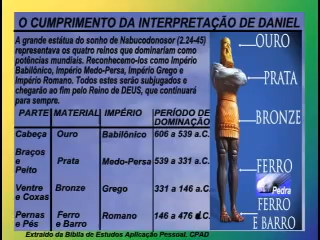 O CUMPRIMENTO DA INTERPRETAÇÃO DE DANIEL
A grande estátua do sonho de Nabucodonosor (2.24-45)
representava os quatro reinos que dominariam como
potências mundiais. Reconhecemo-los como Império
Babilônico, Império Medo-Persa, Império Grego e
Império Romano. Todos estes serão subjugados e
chegarão ao fim pelo Reino de DEUS, que continuará
para sempre.
PARTE MATERIAL IMPÉRIO PERÍODO DE DOMINAÇÃO
Cabeça Ouro Babilônico 606 a 539 a.C.
Braços e Peito Prata Medo-Persa 539 a 331 a.C.
Ventre e Coxas Bronze Grego 331 a 146 a.C.
Pernas e Pés Ferro e Barro Romano 146 a 476 d.C.
Extraído da Bíblia de Estudos Aplicação Pessoal, CPAD
OURO
PRATA
BRONZE
FERRO
Pedra
FERRO
E BARRO